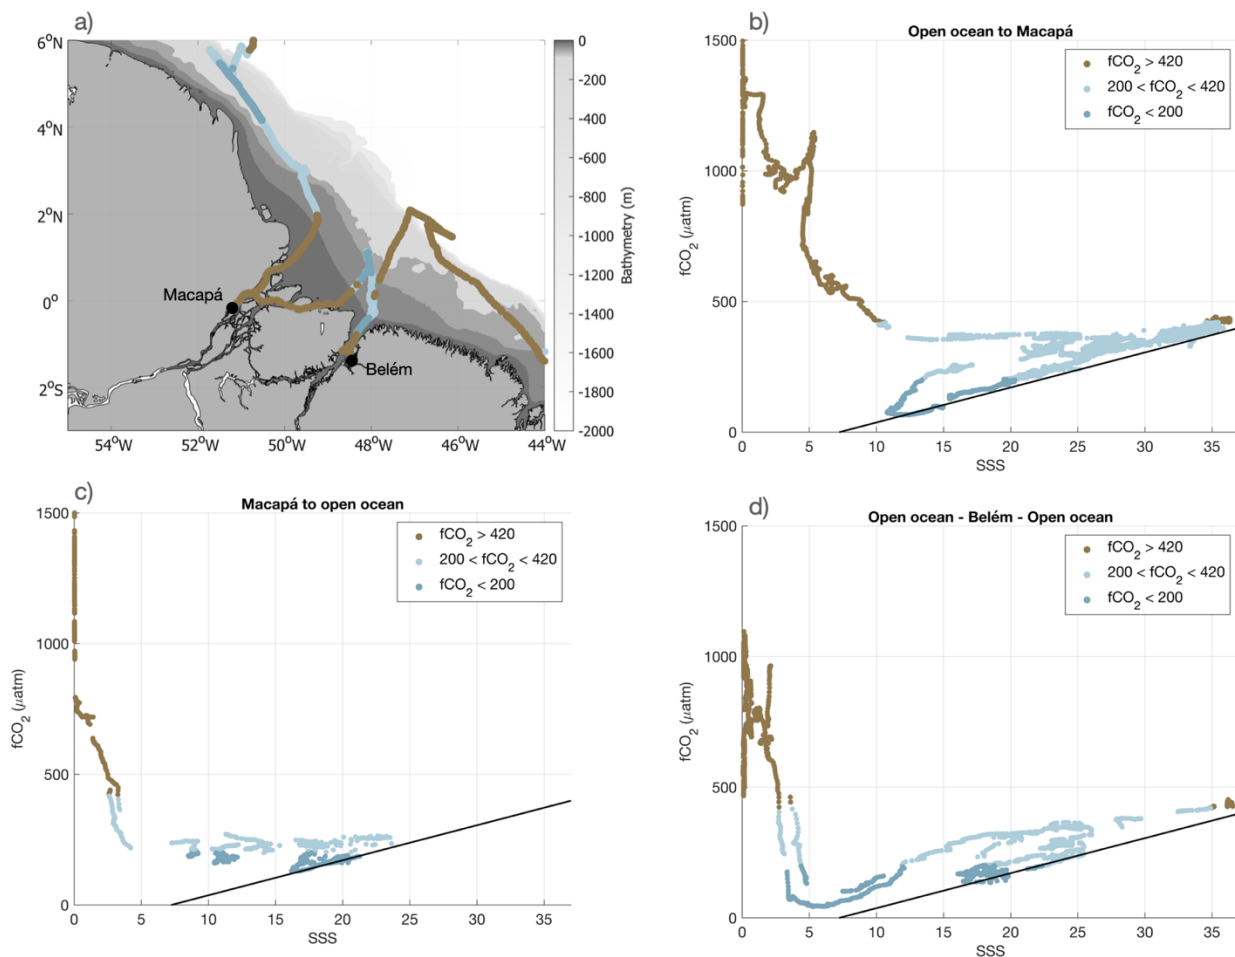 a)
6°N
4°N
2°N
0°
2°S
52°W
50°W
48°W
46°W
44°W
Macapá
Belém
0
-200
-400
-600
-800
-1000
-1200
-1400
-1600
-1800
-2000
Bathymetry (m)
b)
Open ocean to Macapá
fCO2 > 420
200 < fCO2 < 420
fCO2 < 200
1500
1000
500
0
fCO2 (μatm)
0 5 10 15 20 25 30 35
SSS
c)
Macapá to open ocean
fCO2 > 420
200 < fCO2 < 420
fCO2 < 200
1500
1000
500
0
fCO2 (μatm)
0 5 10 15 20 25 30 35
SSS
d)
Open ocean - Belém - Open ocean
fCO2 > 420
200 < fCO2 < 420
fCO2 < 200
1500
1000
500
0
fCO2 (μatm)
0 5 10 15 20 25 30 35
SSS